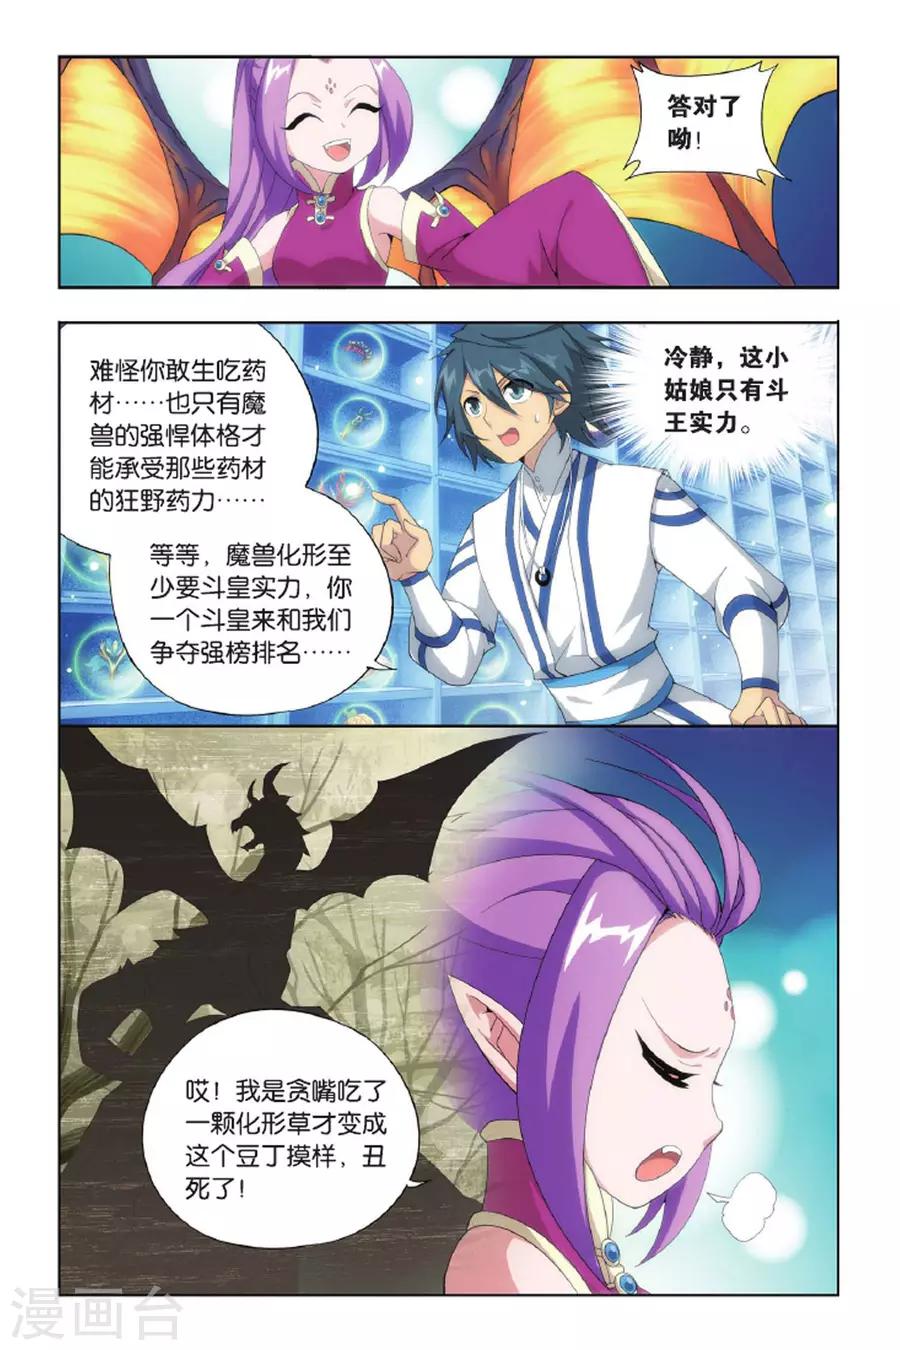 答对了
呦！
难怪你敢生吃药
材……也只有魔
兽的强悍体格才
能承受那些药材
的狂野药力……
等等，魔兽化形至
少要斗皇实力，你
一个斗皇来和我们
争夺强榜排名……
冷静，这小
姑娘只有斗
王实力。
哎！我是贪嘴吃了
一颗化形草才变成
这个豆丁摸样，丑
死了！
漫画台